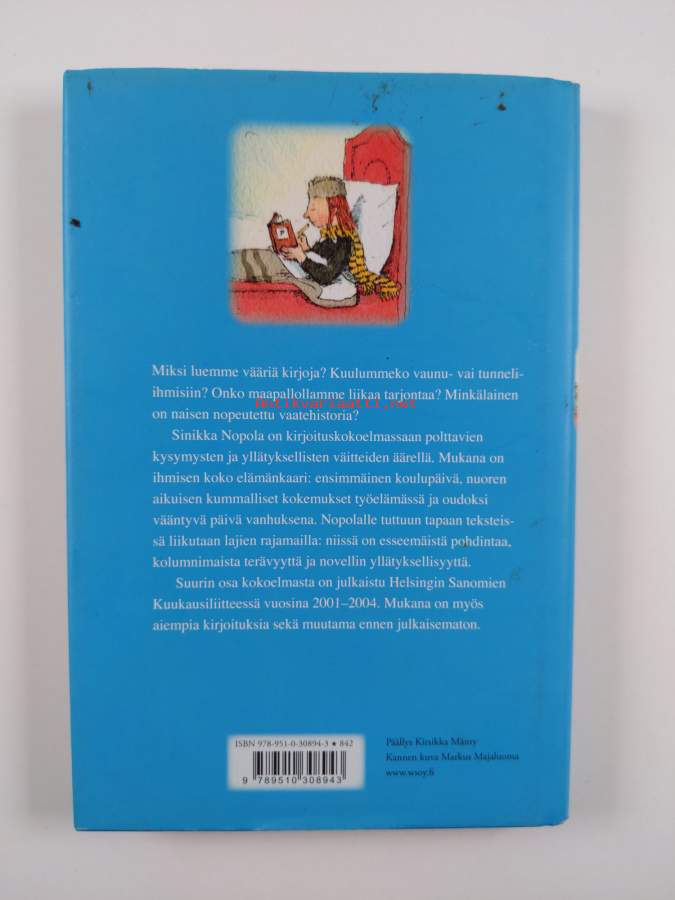 Miksi luemme vääriä kirjoja? Kuulummeko vaunu- vai tunneli-
ihmisiin? Onko maapallollamme liikaa tarjontaa? Minkälainen
antikvariaatti.net
on naisen nopeutettu vaatehistoria?
Sinikka Nopola on kirjoituskokoelmassaan polttavien
kysymysten ja yllätyksellisten väitteiden äärellä. Mukana on
ihmisen koko elämänkaari: ensimmäinen koulupäivä, nuoren
aikuisen kummalliset kokemukset työelämässä ja oudoksi
vääntyvä päivä vanhuksena. Nopolalle tuttuun tapaan teksteis-
sä liikutaan lajien rajamailla: niissä on esseemäistä pohdintaa,
kolumnimaista terävyyttä ja novellin yllätyksellisyyttä.
Suurin osa kokoelmasta on julkaistu Helsingin Sanomien
Kuukausiliitteessä vuosina 2001–2004. Mukana on myös
aiempia kirjoituksia sekä muutama ennen julkaisematon.
ISBN 978-951-0-30894-3 ★ 842
9 789510 308943
Päällys Kirsikka Mänty
Kannen kuva Markus Majaluoma
www.wsoy.fi